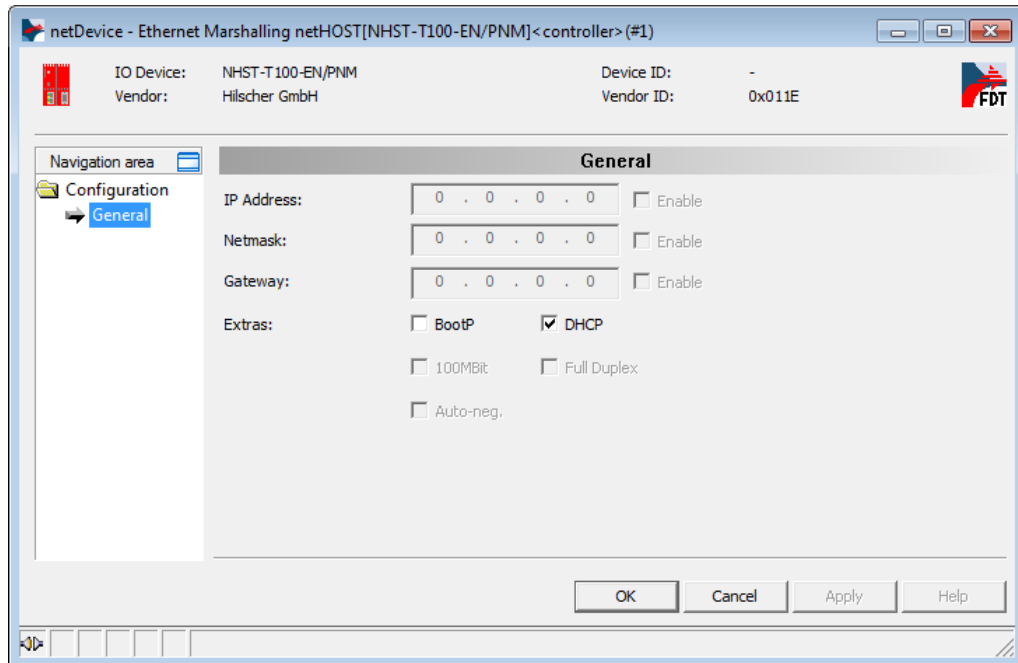 netDevice - Ethernet Marshalling netHOST[NHST-T100-EN/PNM]<controller>(#1)
IO Device: NHST-T100-EN/PNM Device ID: -
Vendor: Hilscher GmbH Vendor ID: 0x011E
FDT
Navigation area General
Configuration
General
IP Address: 0 . 0 . 0 . 0 Enable
Netmask: 0 . 0 . 0 . 0 Enable
Gateway: 0 . 0 . 0 . 0 Enable
Extras: BootP DHCP
100MBit Full Duplex
Auto-neg.
OK Cancel Apply Help